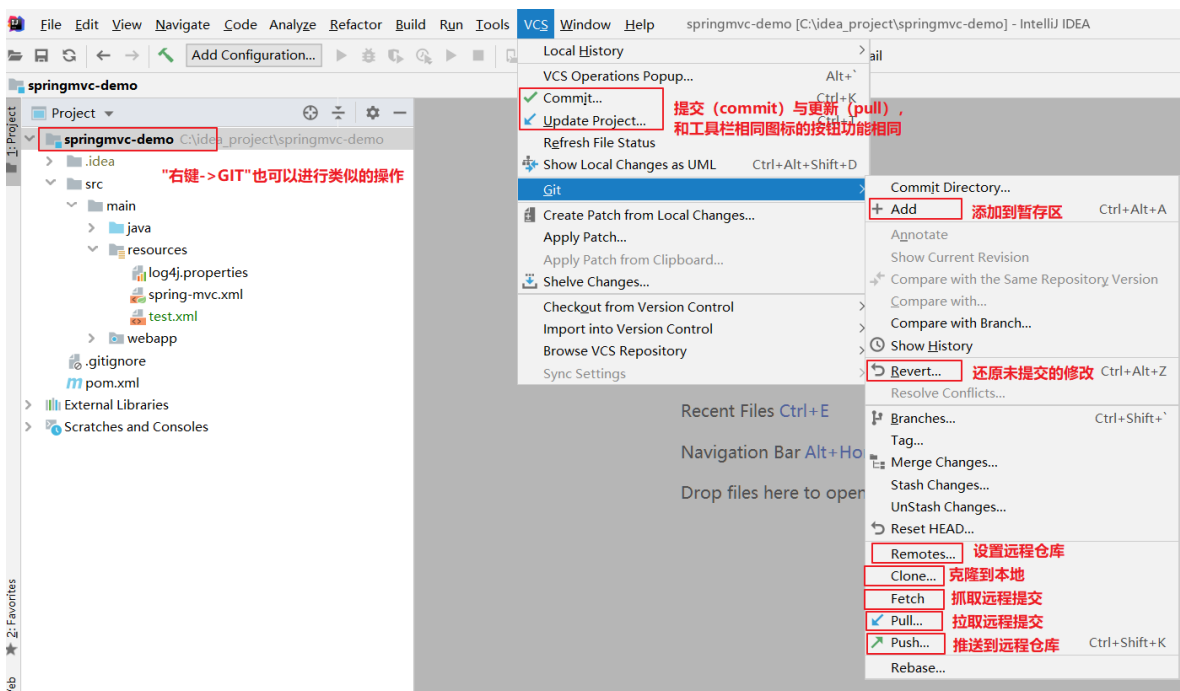 File Edit View Navigate Code Analyze Refactor Build Run Tools VCS Window Help springmvc-demo [C:\idea_project\springmvc-demo] - IntelliJ IDEA
Add Configuration...
springmvc-demo
1: Project
Project
springmvc-demo C:\idea_project\springmvc-demo
.idea
"右键->GIT"也可以进行类似的操作
src
main
java
resources
log4j.properties
spring-mvc.xml
test.xml
webapp
.gitignore
pom.xml
External Libraries
Scratches and Consoles
2: Favorites
Local History
VCS Operations Popup... Alt+`
Commit... Ctrl+K
Update Project... Ctrl+T
提交（commit）与更新（pull），
和工具栏相同图标的按钮功能相同
Refresh File Status
Show Local Changes as UML Ctrl+Alt+Shift+D
Git
Create Patch from Local Changes...
Apply Patch...
Apply Patch from Clipboard...
Shelve Changes...
Checkout from Version Control
Import into Version Control
Browse VCS Repository
Sync Settings
Recent Files Ctrl+E
Navigation Bar Alt+Ho
Drop files here to open
Commit Directory...
Add 添加到暂存区 Ctrl+Alt+A
Annotate
Show Current Revision
Compare with the Same Repository Version
Compare with...
Compare with Branch...
Show History
Revert... 还原未提交的修改 Ctrl+Alt+Z
Resolve Conflicts...
Branches... Ctrl+Shift+`
Tag...
Merge Changes...
Stash Changes...
UnStash Changes...
Reset HEAD...
Remotes... 设置远程仓库
Clone... 克隆到本地
Fetch 抓取远程提交
Pull... 拉取远程提交
Push... 推送到远程仓库 Ctrl+Shift+K
Rebase...